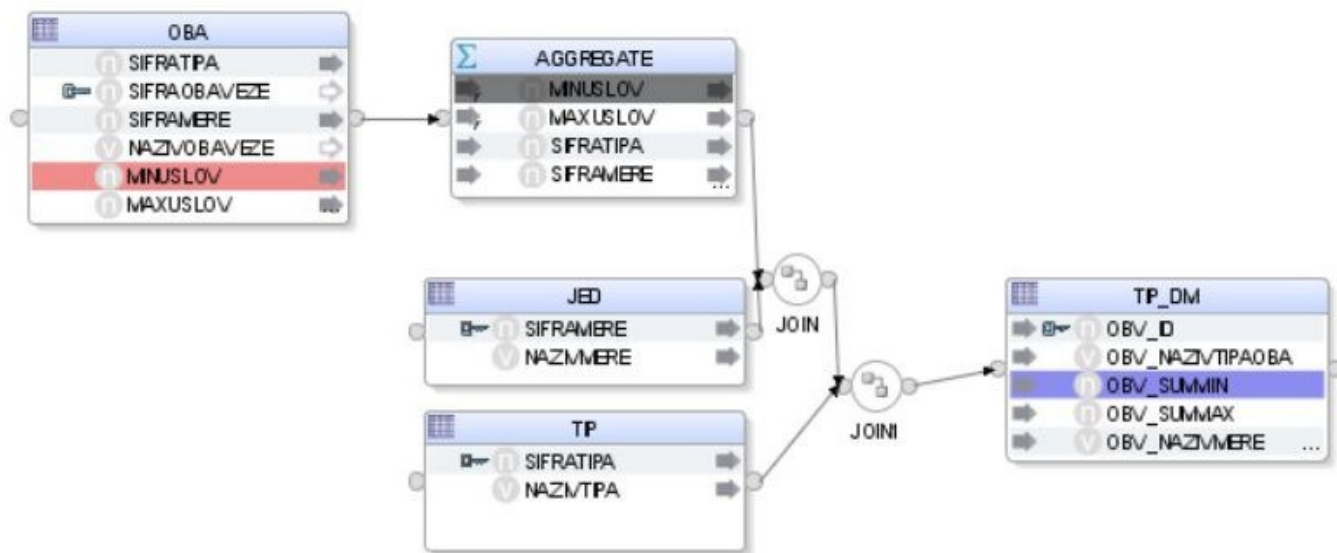 OBA
n SIFRATIPA
n SIFRAOBAVEZE
n SIFRAMERE
v NAZIVOBAVEZE
n MINUSLOV
n MAXUSLOV ...
Σ AGGREGATE
MINUSLOV
n MAXUSLOV
n SIFRATIPA
n SIFRAMERE ...
JED
n SIFRAMERE
v NAZIVMERE
TIP
n SIFRATIPA
v NAZIVTIPA
JOIN
JOIN1
TIP_DM
n OBV_ID
v OBV_NAZIVTIPAOBA
n OBV_SUMMIN
n OBV_SUMMAX
v OBV_NAZIVMERE ...